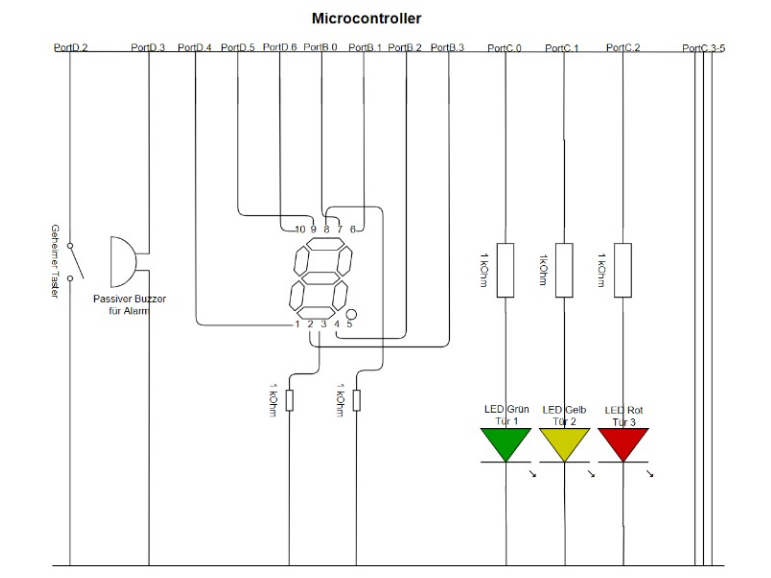 Microcontroller
PortD.2 PortD.3 PortD.4 PortD.5 PortD.6 PortB.0 PortB.1 PortB.2 PortB.3 PortC.0 PortC.1 PortC.2 PortC.3-5
10 9 8 7 6
Geheimer Taster
1 kOhm
1kOhm
1 kOhm
Passiver Buzzer
für Alarm
1 2 3 4 5
1 kOhm
1 kOhm
LED Grün
Tür 1
LED Gelb
Tür 2
LED Rot
Tür 3